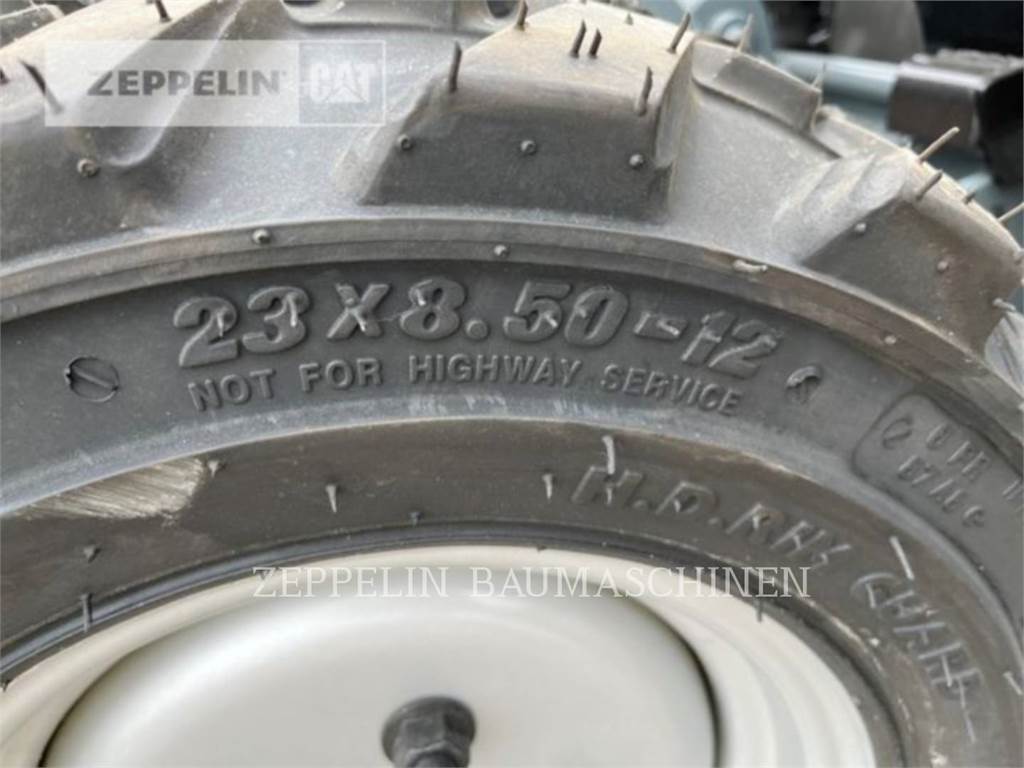 ZEPPELIN CAT
23X8.50-12
NOT FOR HIGHWAY SERVICE
ZEPPELIN BAUMASCHINEN